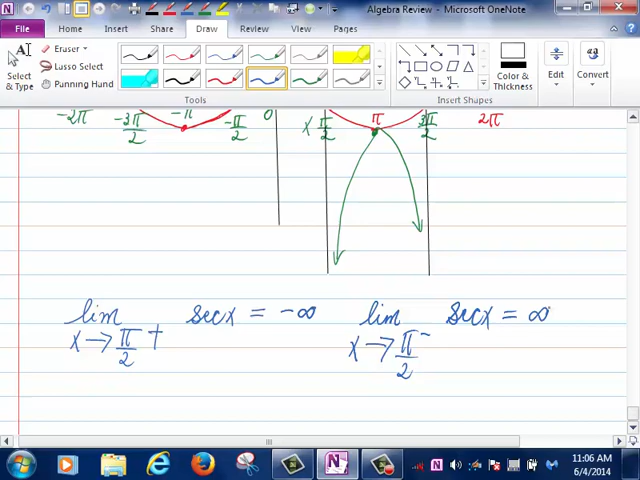 Algebra Review - Microsoft OneNote
File Home Insert Share Draw Review View Pages
Select & Type
Eraser
Lasso Select
Panning Hand
Color & Thickness
Edit
Convert
Tools
Insert Shapes
-2π -3π/2 -π -π/2 0 x π/2 π 3π/2 2π
lim x→π/2+ secx = -∞
lim x→π/2- secx = ∞
11:06 AM
6/4/2014